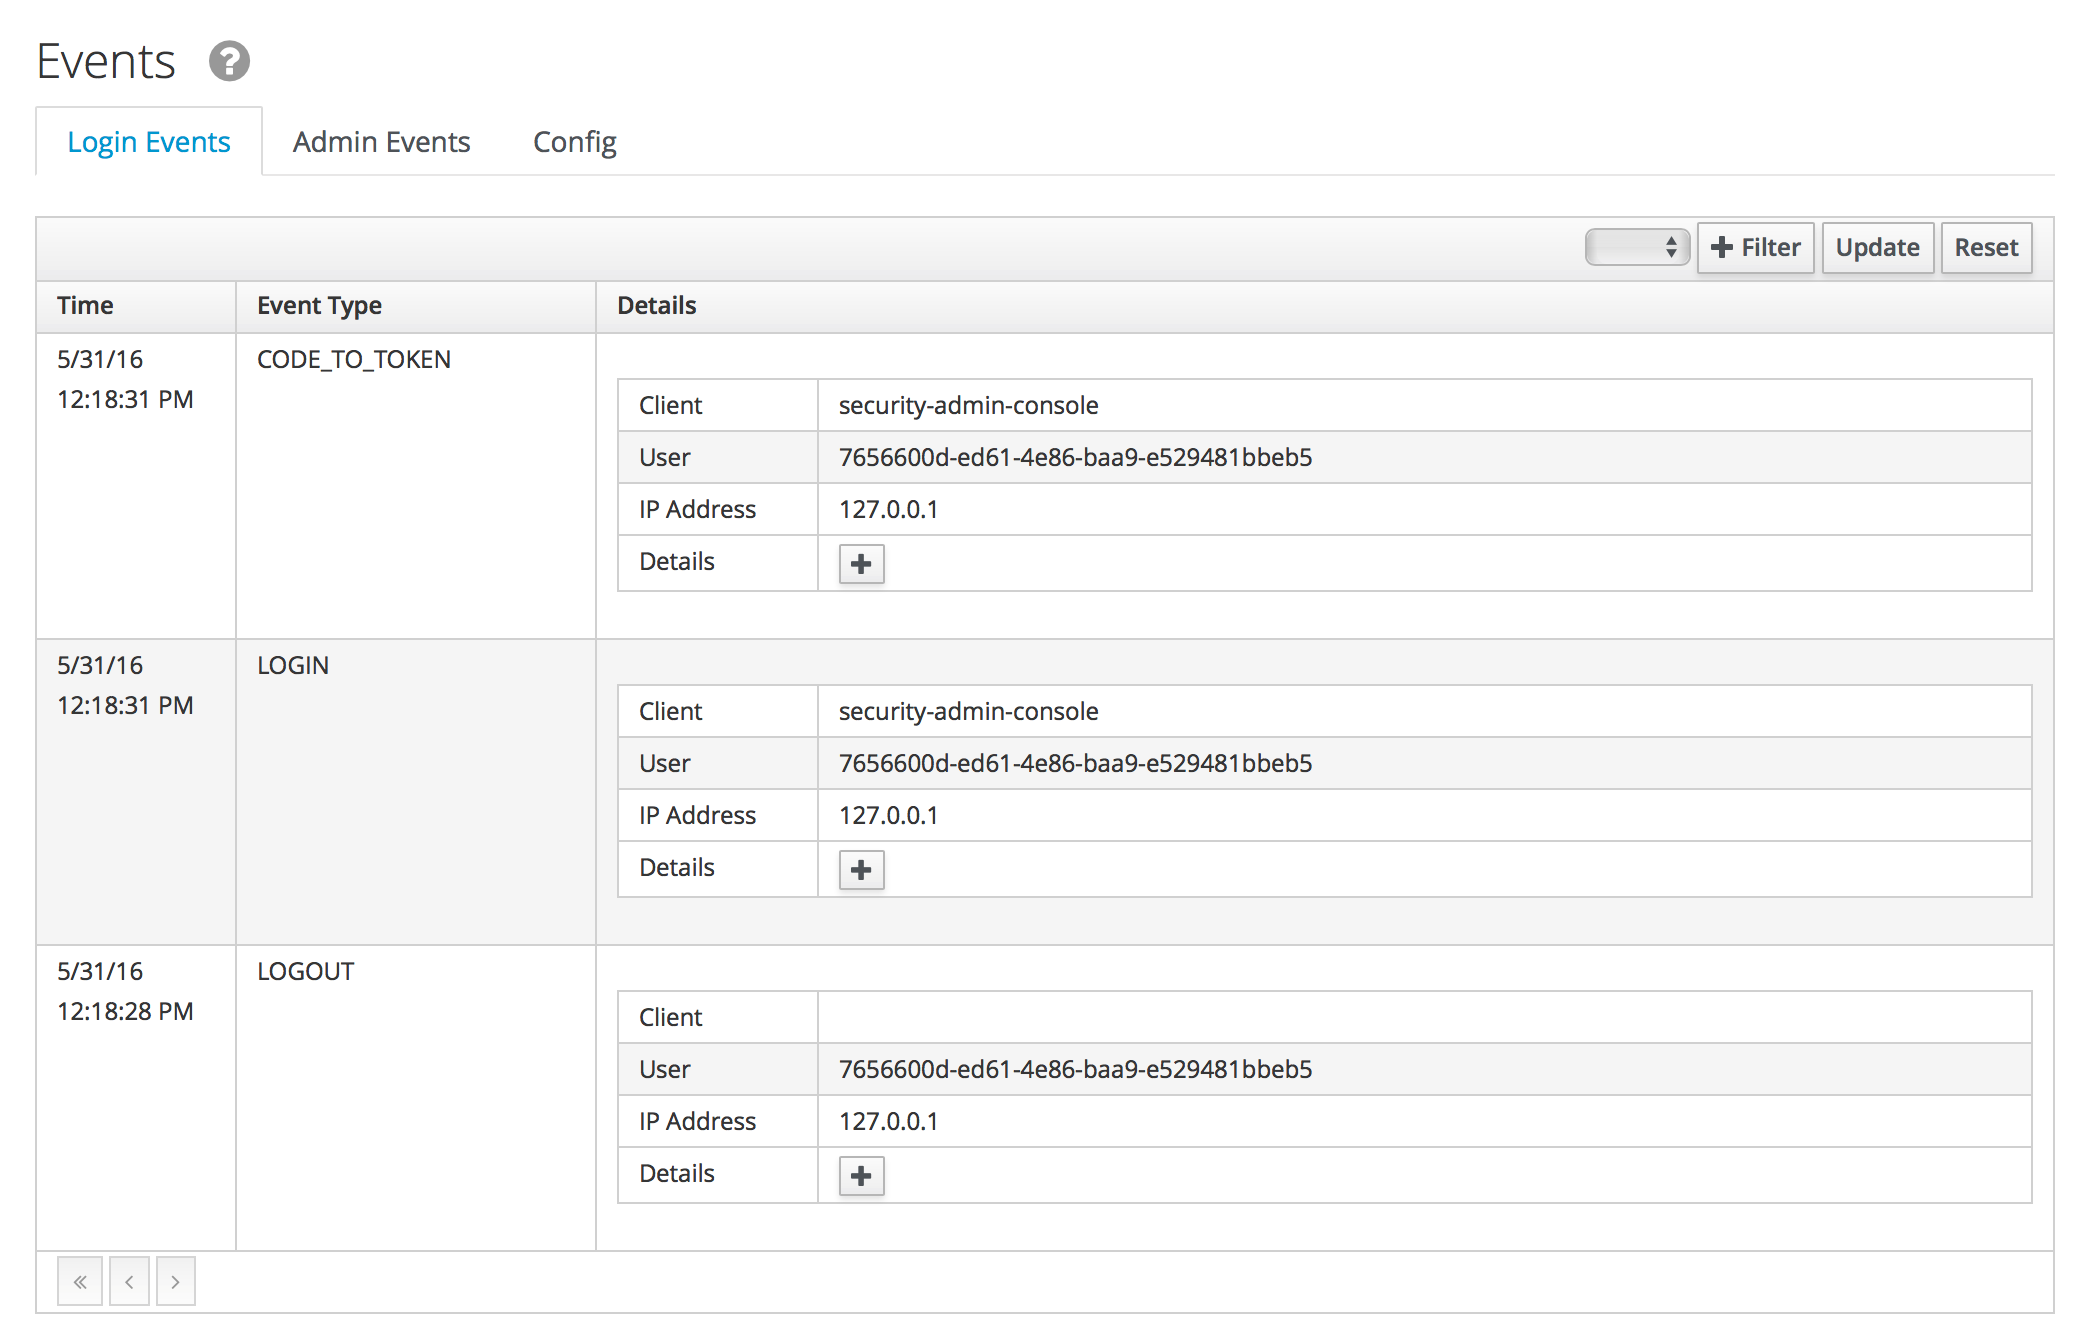 Events ?
Login Events Admin Events Config
Filter Update Reset
Time Event Type Details
5/31/16 CODE_TO_TOKEN
12:18:31 PM
Client security-admin-console
User 7656600d-ed61-4e86-baa9-e529481bbeb5
IP Address 127.0.0.1
Details
5/31/16 LOGIN
12:18:31 PM
Client security-admin-console
User 7656600d-ed61-4e86-baa9-e529481bbeb5
IP Address 127.0.0.1
Details
5/31/16 LOGOUT
12:18:28 PM
Client
User 7656600d-ed61-4e86-baa9-e529481bbeb5
IP Address 127.0.0.1
Details